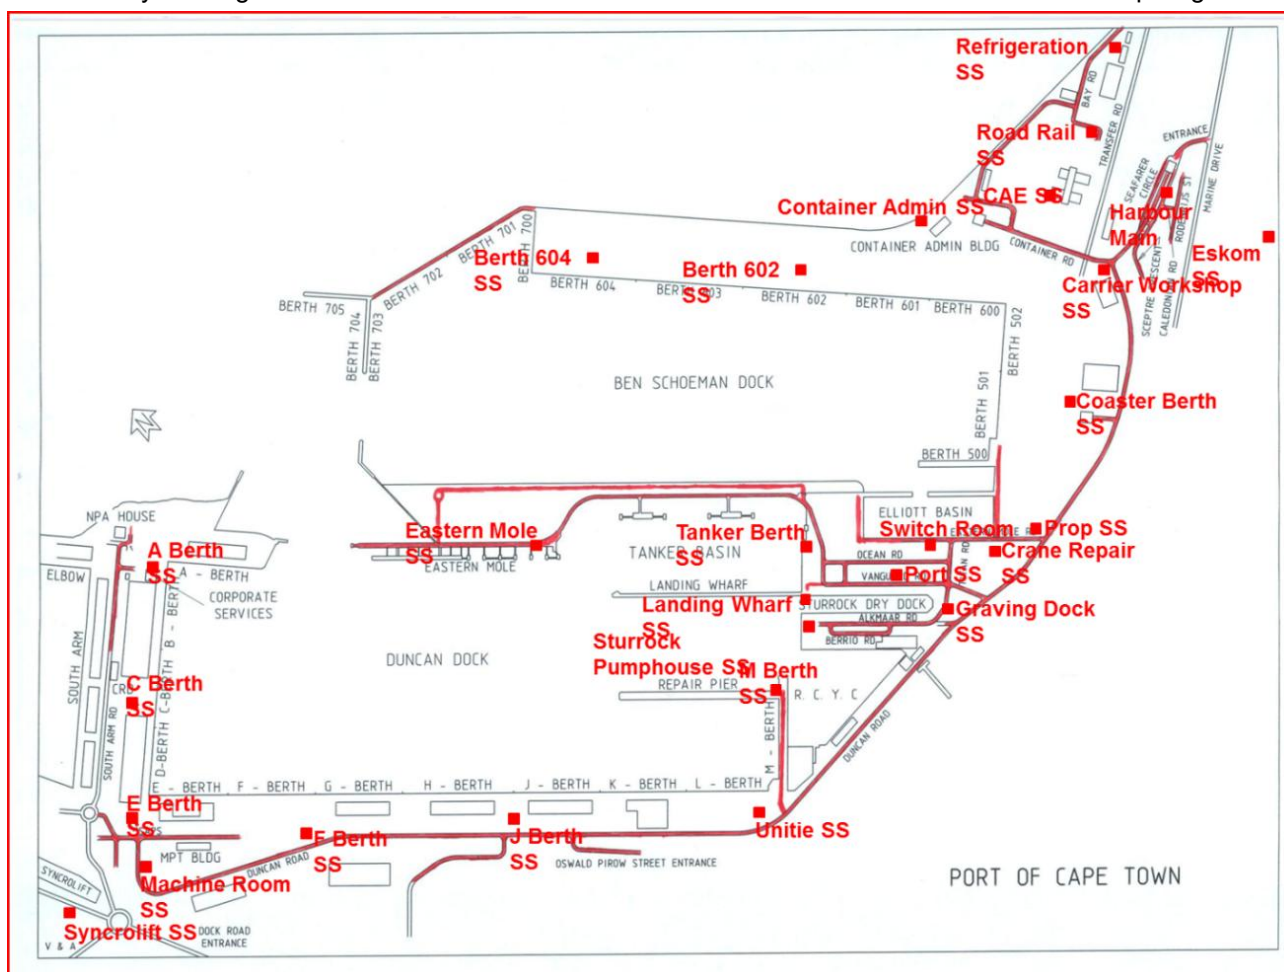 Refrigeration
SS
BAY RD
TRANSFER RD
Road Rail
SS
ENTRANCE
MARINE DRIVE
SEAFARER
CIRCLE
CAE SS
Container Admin SS
CONTAINER ADMIN BLDG
CONTAINER RD
Harbour
Main
Eskom
SS
Carrier Workshop
SS
CALEDON RD
BERTH 700
BERTH 701
BERTH 702
Berth 604
SS
BERTH 604
Berth 602
SS
BERTH 602
BERTH 601
BERTH 600
BERTH 705
BERTH 704
BERTH 703
BERTH 502
BERTH 501
BERTH 500
BEN SCHOEMAN DOCK
Coaster Berth
SS
ELLIOTT BASIN
NPA HOUSE
A Berth
SS
A - BERTH
ELBOW
CORPORATE
SERVICES
Eastern Mole
SS
EASTERN MOLE
Tanker Berth
SS
TANKER BASIN
Switch Room
Prop SS
Crane Repair
SS
OCEAN RD
Port SS
LANDING WHARF
Landing Wharf
SS
STURROCK DRY DOCK
ALKMAAR RD
BERRIO RD
Graving Dock
SS
Sturrock
Pumphouse SS
DUNCAN DOCK
REPAIR PIER
M Berth
SS
R. C. Y. C
M - BERTH
DUNCAN ROAD
SOUTH ARM
SOUTH ARM RD
C Berth
SS
B - BERTH
C-BERTH
D-BERTH
E - BERTH
F - BERTH
G - BERTH
H - BERTH
J - BERTH
K - BERTH
L - BERTH
E Berth
SS
F Berth
SS
J Berth
SS
Unitie SS
MPT BLDG
DUNCAN ROAD
OSWALD PIROW STREET ENTRANCE
Machine Room
SS
SYNCROLIFT
Syncrolift SS
DOCK ROAD
ENTRANCE
V & A
PORT OF CAPE TOWN